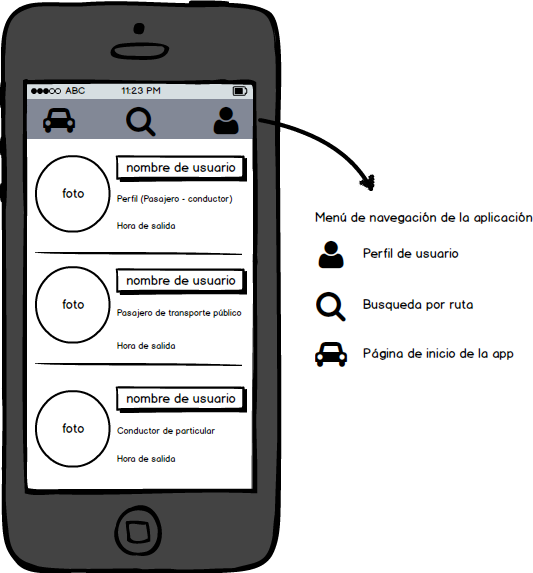 ABC 11:23 PM
foto
nombre de usuario
Perfil (Pasajero - conductor)
Hora de salida
foto
nombre de usuario
Pasajero de transporte público
Hora de salida
foto
nombre de usuario
Conductor de particular
Hora de salida
Menú de navegación de la aplicación
Perfil de usuario
Busqueda por ruta
Página de inicio de la app